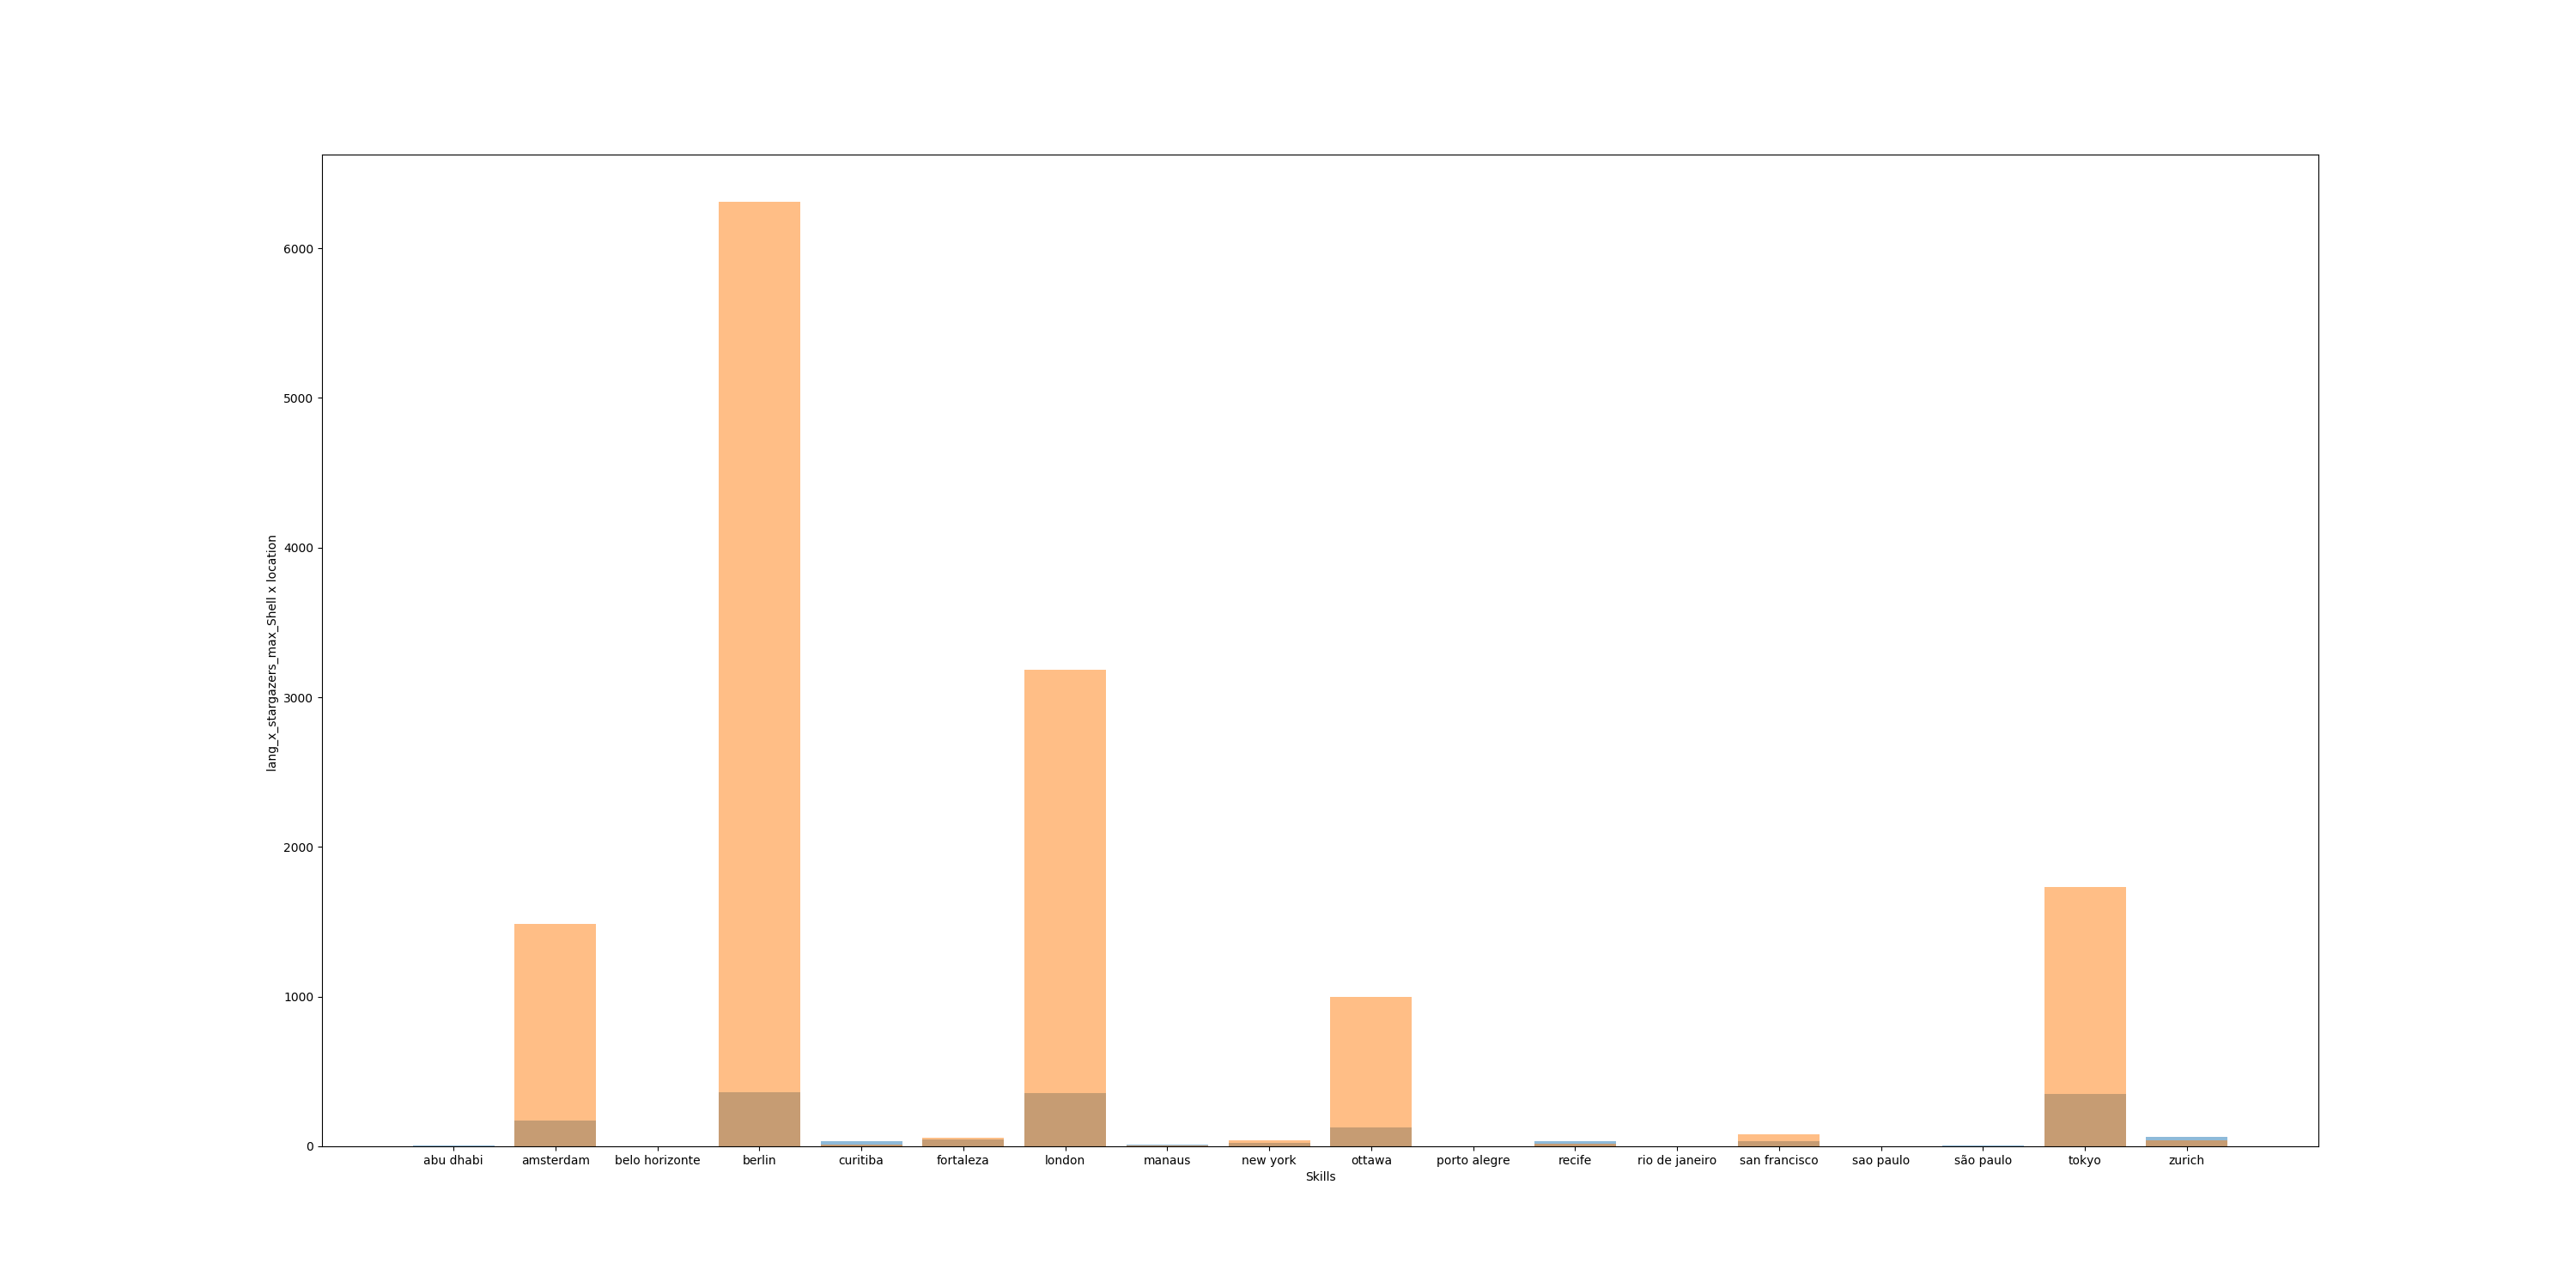 lang_x_stargazers_max_Shell x location
6000
5000
4000
3000
2000
1000
0
abu dhabi amsterdam belo horizonte berlin curitiba fortaleza london manaus new york ottawa porto alegre recife rio de janeiro san francisco sao paulo são paulo tokyo zurich
Skills